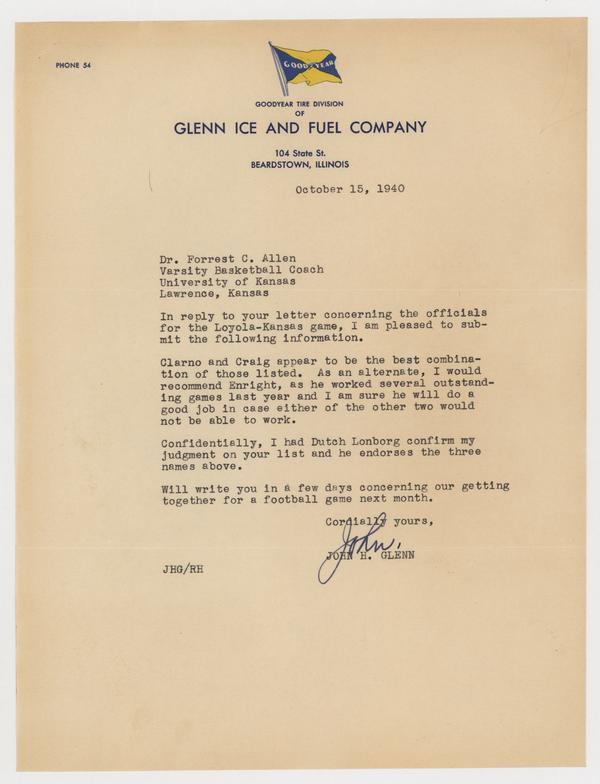 PHONE 54
GOOD YEAR
GOODYEAR TIRE DIVISION
OF
GLENN ICE AND FUEL COMPANY
104 State St.
BEARDSTOWN, ILLINOIS
October 15, 1940
Dr. Forrest C. Allen
Varsity Basketball Coach
University of Kansas
Lawrence, Kansas
In reply to your letter concerning the officials
for the Loyola-Kansas game, I am pleased to sub-
mit the following information.
Clarno and Craig appear to be the best combina-
tion of those listed. As an alternate, I would
recommend Enright, as he worked several outstand-
ing games last year and I am sure he will do a
good job in case either of the other two would
not be able to work.
Confidentially, I had Dutch Lonborg confirm my
judgment on your list and he endorses the three
names above.
Will write you in a few days concerning our getting
together for a football game next month.
Cordially yours,
John.
JOHN H. GLENN
JHG/RH